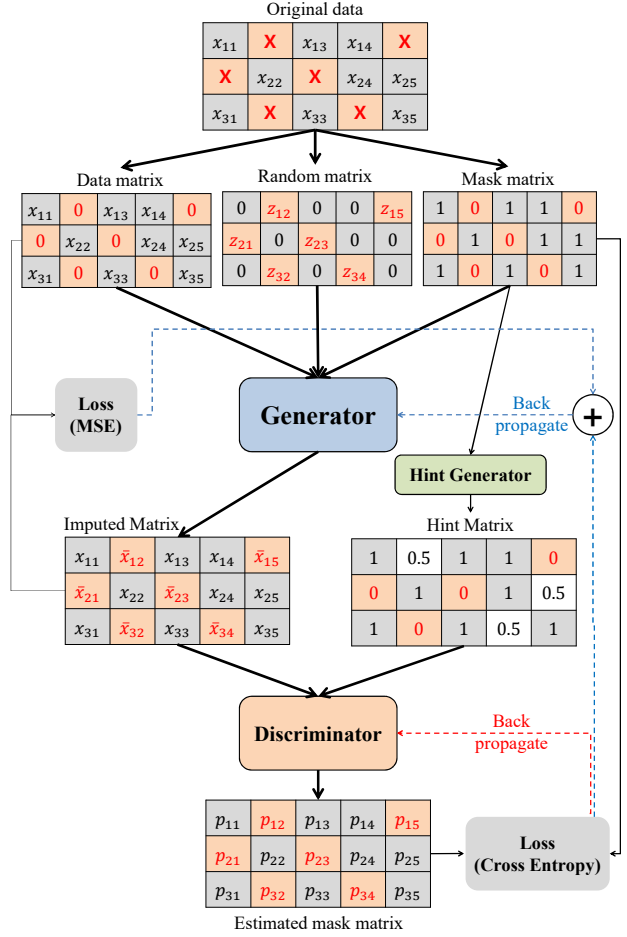 Original data
x11 X x13 x14 X
X x22 X x24 x25
x31 X x33 X x35
Data matrix
x11 0 x13 x14 0
0 x22 0 x24 x25
x31 0 x33 0 x35
Random matrix
0 z12 0 0 z15
z21 0 z23 0 0
0 z32 0 z34 0
Mask matrix
1 0 1 1 0
0 1 0 1 1
1 0 1 0 1
Loss
(MSE)
Generator
Back
propagate
+
Hint Generator
Imputed Matrix
x11 x̄12 x13 x14 x̄15
x̄21 x22 x̄23 x24 x25
x31 x̄32 x33 x̄34 x35
Hint Matrix
1 0.5 1 1 0
0 1 0 1 0.5
1 0 1 0.5 1
Discriminator
Back
propagate
p11 p12 p13 p14 p15
p21 p22 p23 p24 p25
p31 p32 p33 p34 p35
Estimated mask matrix
Loss
(Cross Entropy)